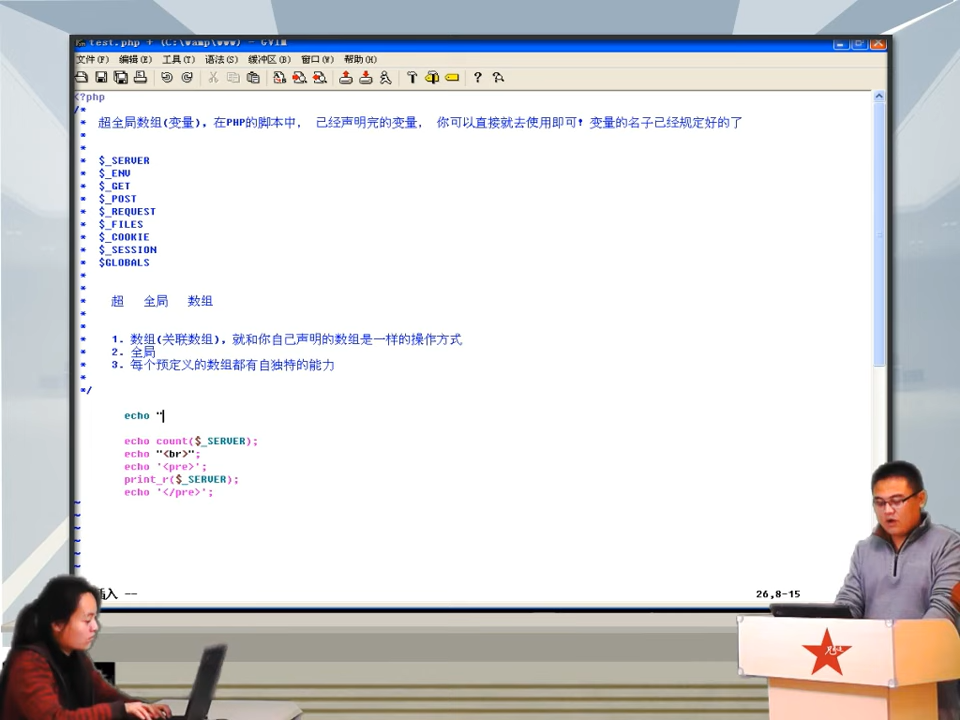 test.php + (C:\wamp\www) - GVIM
文件(F) 编辑(E) 工具(T) 语法(S) 缓冲区(B) 窗口(W) 帮助(H)
<?php
/*
* 超全局数组(变量)，在PHP的脚本中， 已经声明完的变量， 你可以直接就去使用即可! 变量的名子已经规定好的了
*
*
* $_SERVER
* $_ENV
* $_GET
* $_POST
* $_REQUEST
* $_FILES
* $_COOKIE
* $_SESSION
* $GLOBALS
*
*
* 超 全局 数组
*
*
* 1. 数组(关联数组)，就和你自己声明的数组是一样的操作方式
* 2. 全局
* 3. 每个预定义的数组都有自独特的能力
*
*/
echo "
echo count($_SERVER);
echo "<br>";
echo '<pre>';
print_r($_SERVER);
echo '</pre>';
~
~
~
~
~
~
插入 --
26,8-15